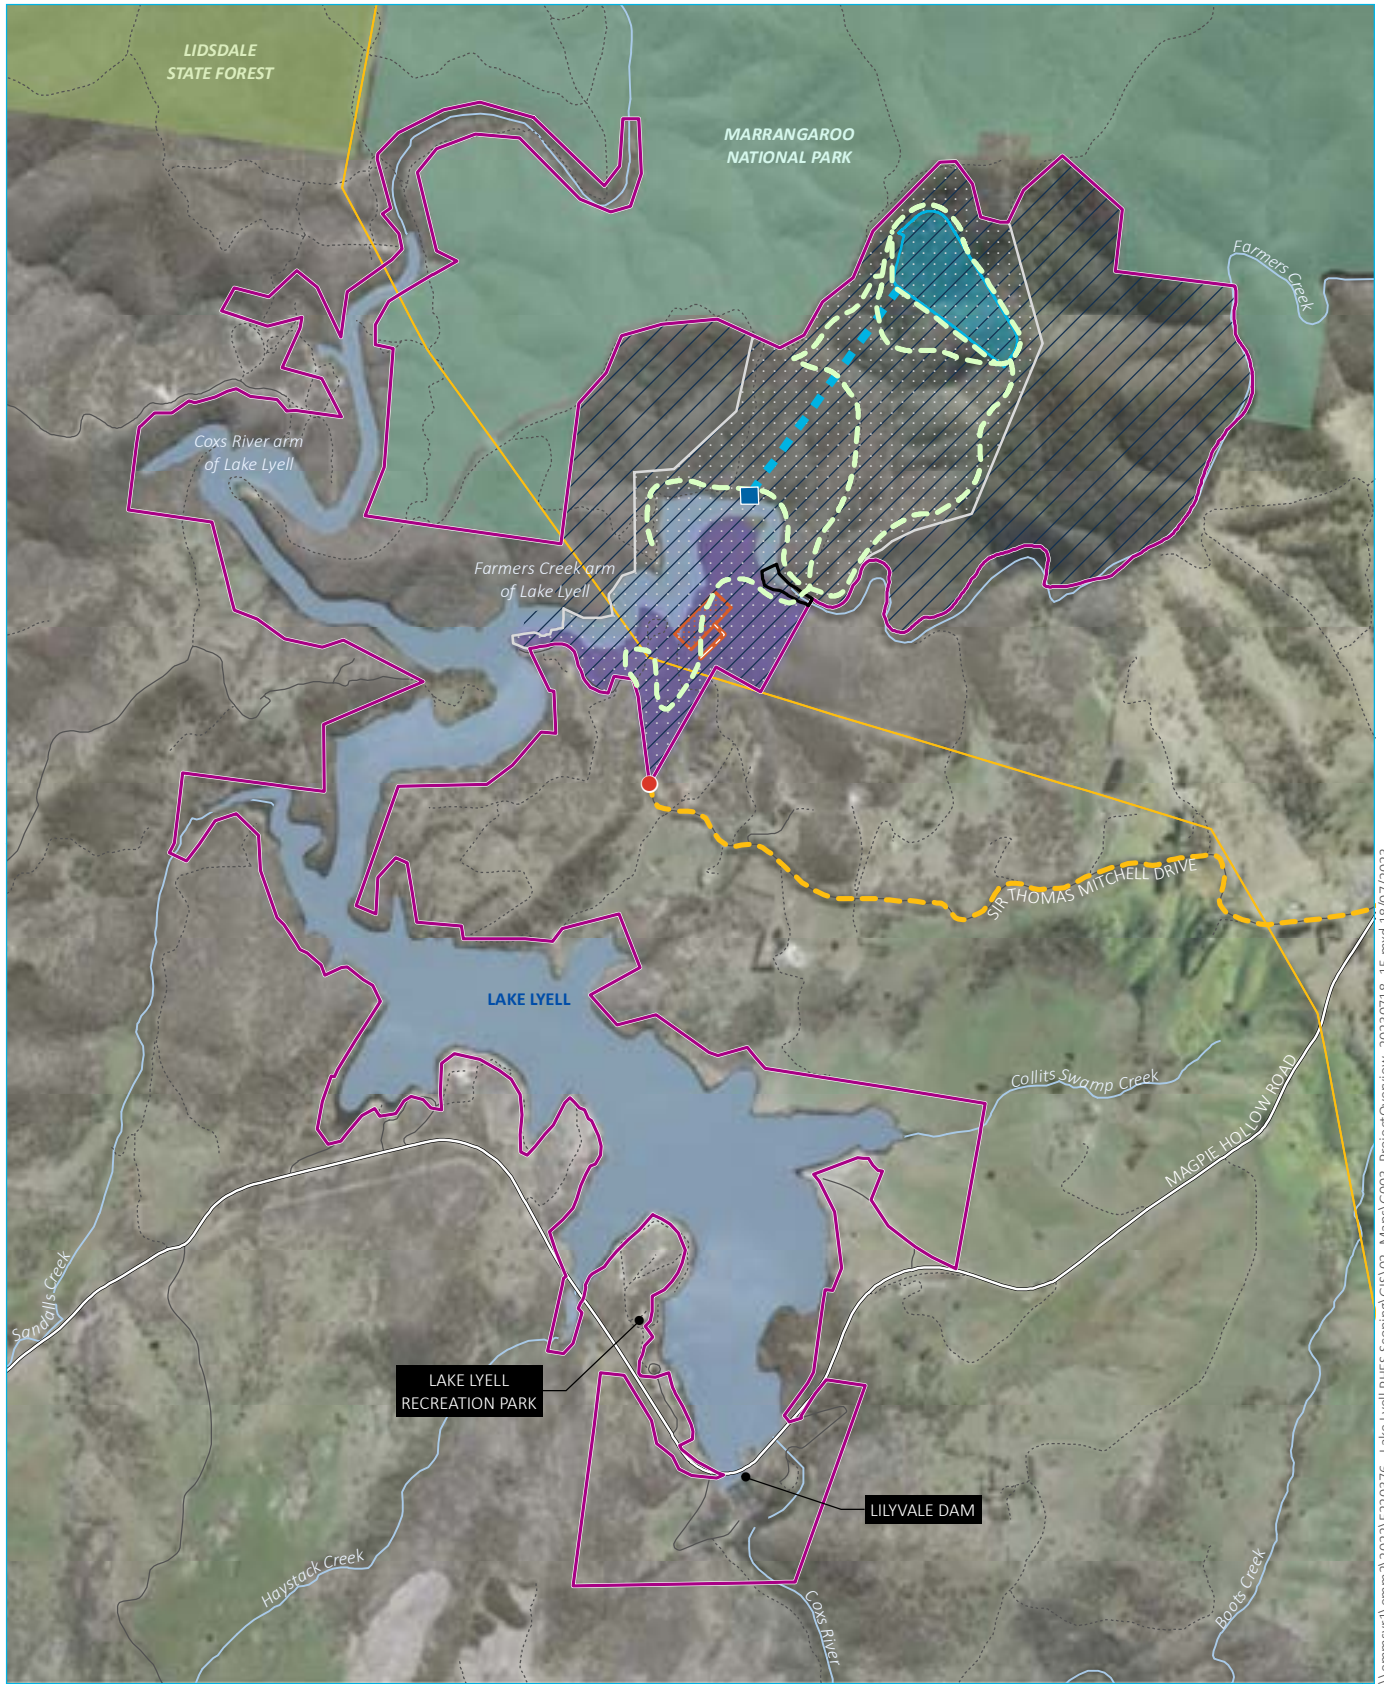 LIDSDALE
STATE FOREST
MARRANGAROO
NATIONAL PARK
Farmers Creek
Coxs River arm
of Lake Lyell
Farmers Creek arm
of Lake Lyell
SIR THOMAS MITCHELL DRIVE
LAKE LYELL
Collits Swamp Creek
MAGPIE HOLLOW ROAD
Sandalls Creek
LAKE LYELL
RECREATION PARK
LILYVALE DAM
Haystack Creek
Coxs River
Boots Creek